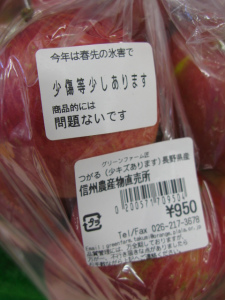 今年は春先の氷害で
少傷等少しあります
商品的には
問題ないです
グリーンファーム店
つがる(少キズあります)長野県産
信州農産物直売所
0200571709504
¥950
Tel/Fax 026-217-3678